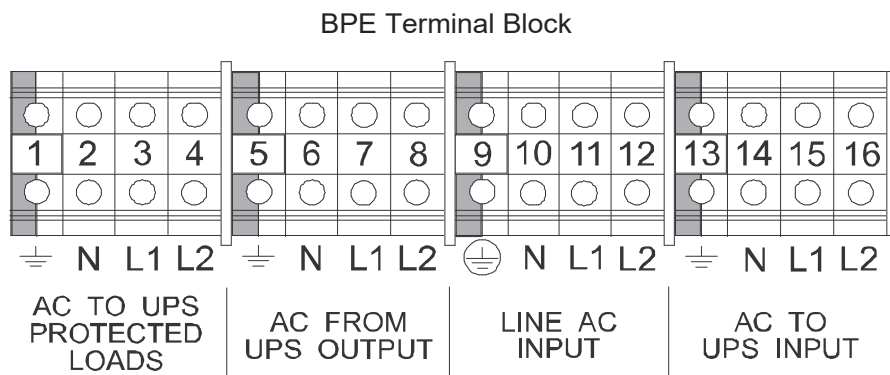 BPE Terminal Block
1 2 3 4 5 6 7 8 9 10 11 12 13 14 15 16
N L1 L2 N L1 L2 N L1 L2 N L1 L2
AC TO UPS
PROTECTED
LOADS
AC FROM
UPS OUTPUT
LINE AC
INPUT
AC TO
UPS INPUT